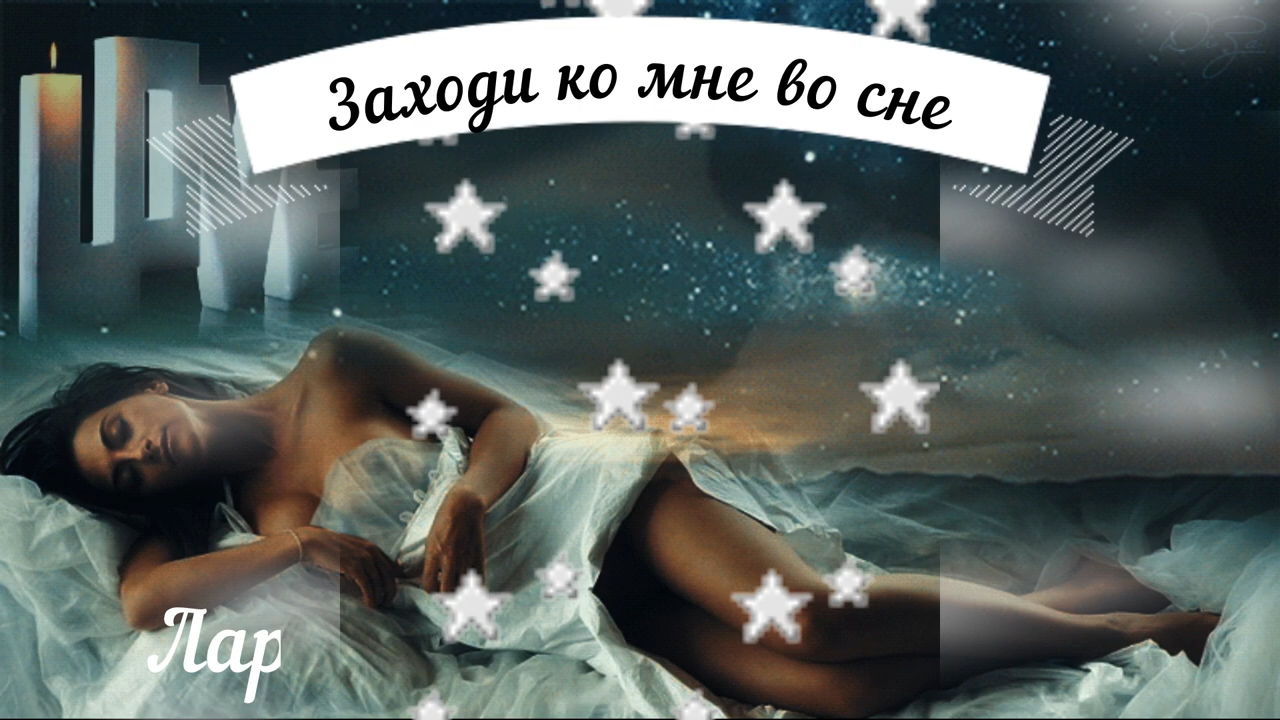 Заходи ко мне во сне
Лар